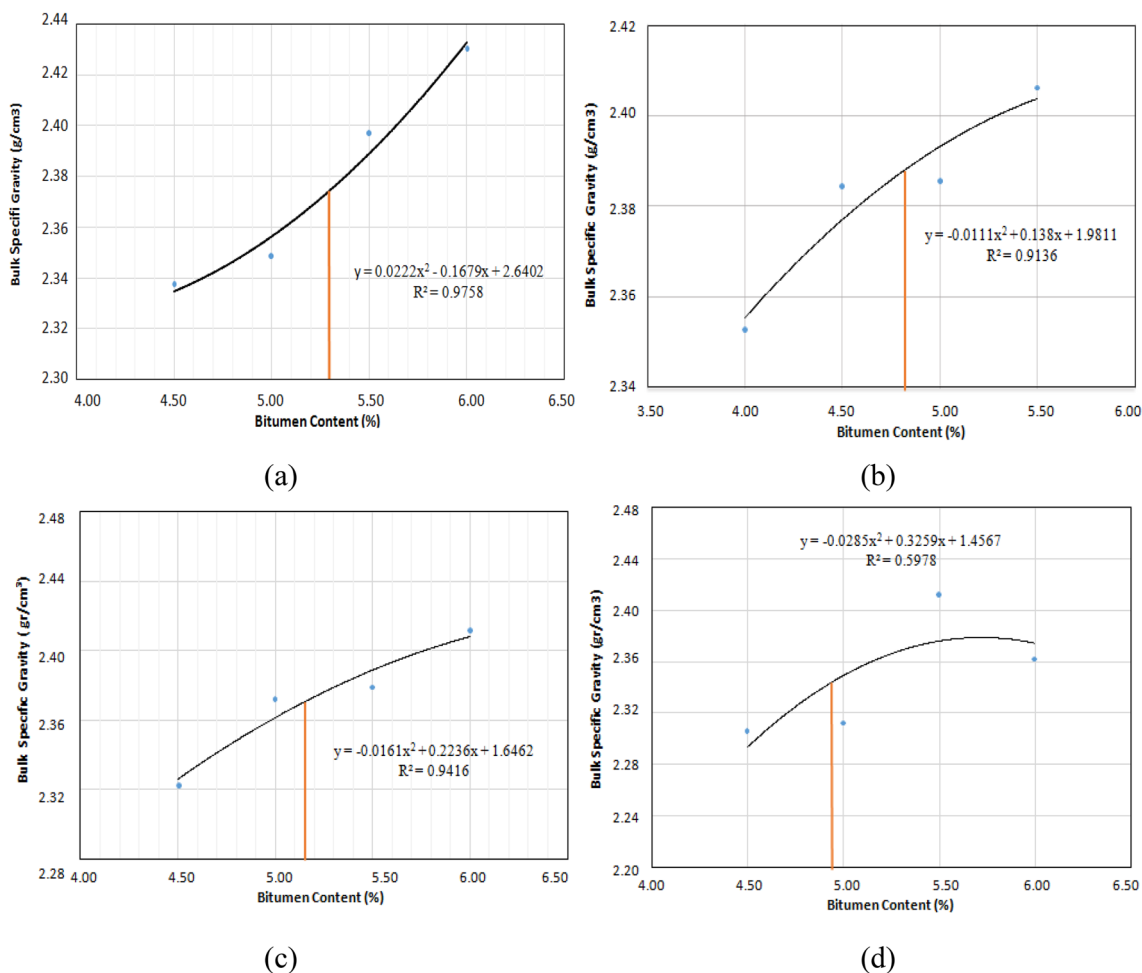 2.44
2.42
2.40
2.38
2.36
2.34
2.32
2.30
Bulk Specifi Gravity (g/cm3)
y = 0.0222x² - 0.1679x + 2.6402
R² = 0.9758
4.00 4.50 5.00 5.50 6.00 6.50
Bitumen Content (%)
(a)
2.42
2.40
2.38
2.36
2.34
Bulk Specific Gravity (g/cm3)
y = -0.0111x² + 0.138x + 1.9811
R² = 0.9136
3.50 4.00 4.50 5.00 5.50 6.00
Bitumen Content (%)
(b)
2.48
2.44
2.40
2.36
2.32
2.28
Bulk Specfic Gravity ( gr/cm³)
y = -0.0161x² + 0.2236x + 1.6462
R² = 0.9416
4.00 4.50 5.00 5.50 6.00 6.50
Bitumen Content (%)
(c)
2.48
2.44
2.40
2.36
2.32
2.28
2.24
2.20
Bulk Specific Gravity (gr/cm3)
y = -0.0285x² + 0.3259x + 1.4567
R² = 0.5978
4.00 4.50 5.00 5.50 6.00 6.50
Bitumen Content (%)
(d)